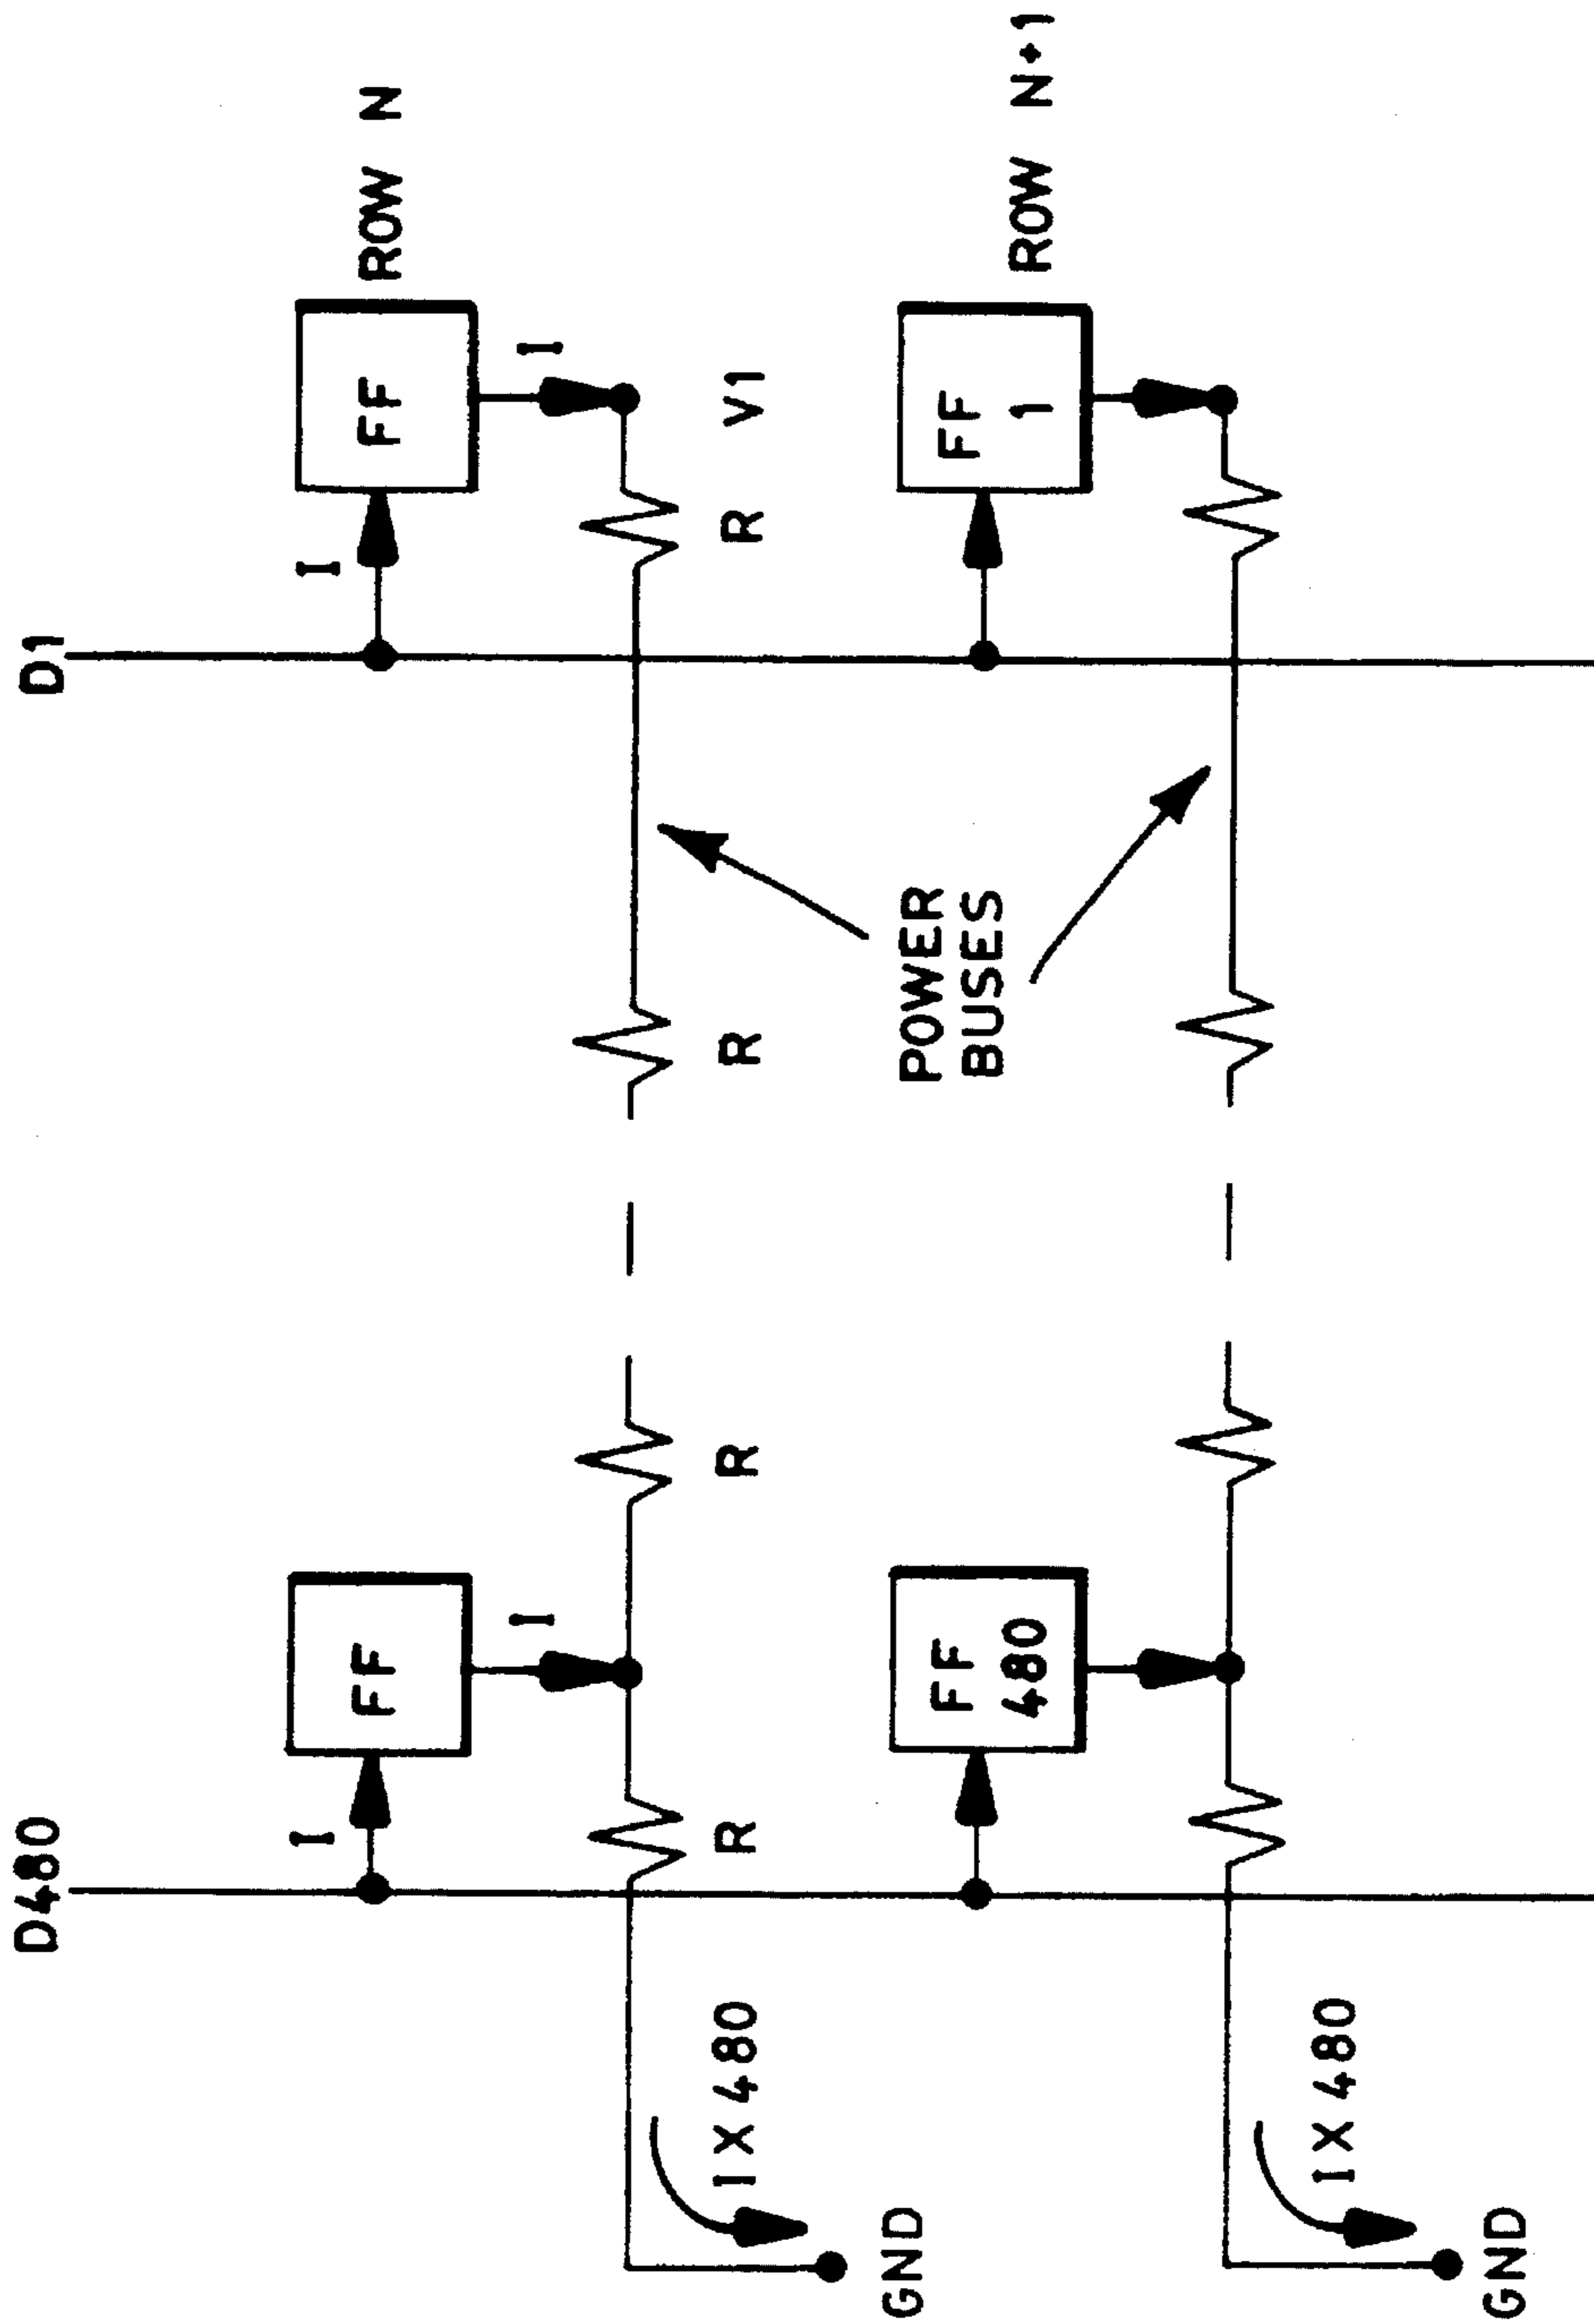 D480
D1
I
I
FF
FF
ROW N
I
I
I X 480
R
R
R
R
V1
GND
POWER
BUSES
FF
480
FF
1
ROW N+1
I X 480
GND